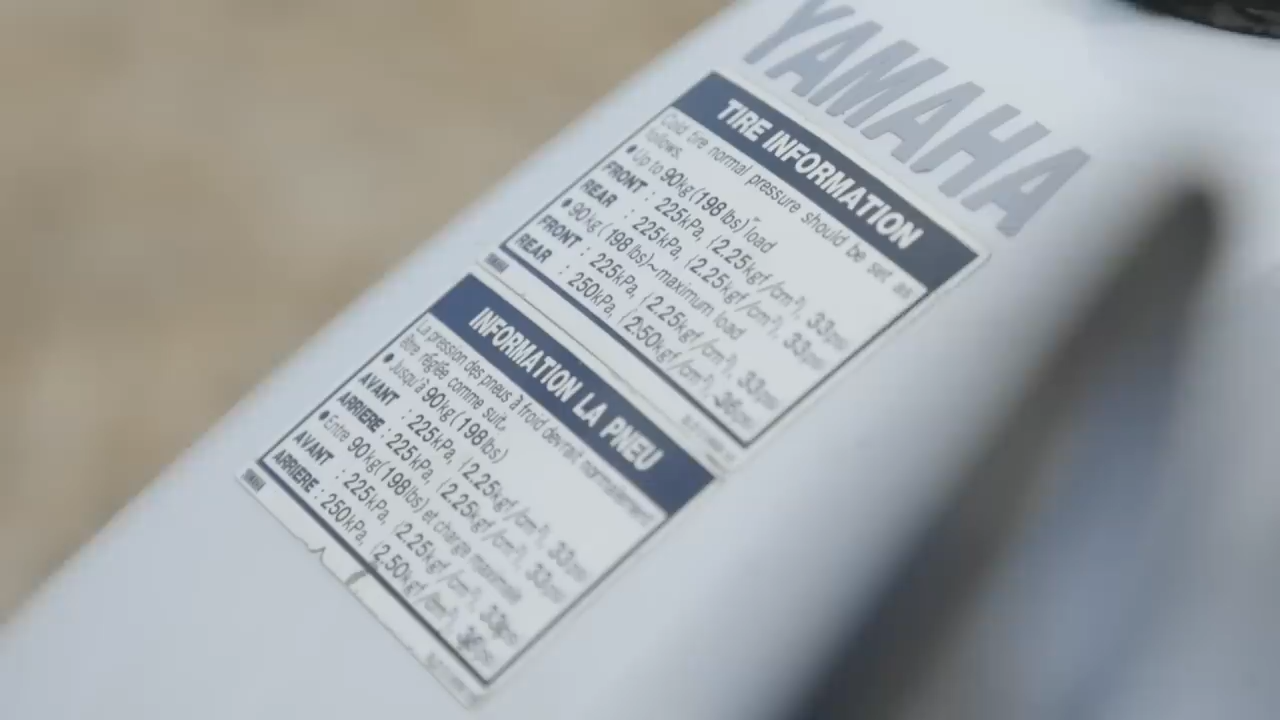 YAMAHA
TIRE INFORMATION
Cold tire normal pressure should be set as
follows.
● Up to 90kg (198 lbs) load
FRONT : 225kPa, {2.25kgf/cm², 33psi}
REAR : 225kPa, {2.25kgf/cm², 33psi}
● 90kg (198 lbs)~maximum load
FRONT : 225kPa, {2.25kgf/cm², 33psi}
REAR : 250kPa, {2.50kgf/cm², 36psi}
INFORMATION LA PNEU
La pression des pneus à froid devrait normalement
être réglée comme suit.
● Jusqu'à 90kg (198 lbs)
AVANT : 225kPa, {2.25kgf/cm², 33psi}
ARRIERE : 225kPa, {2.25kgf/cm², 33psi}
● Entre 90kg (198 lbs) et charge maximale
AVANT : 225kPa, {2.25kgf/cm², 33psi}
ARRIERE : 250kPa, {2.50kgf/cm², 36psi}